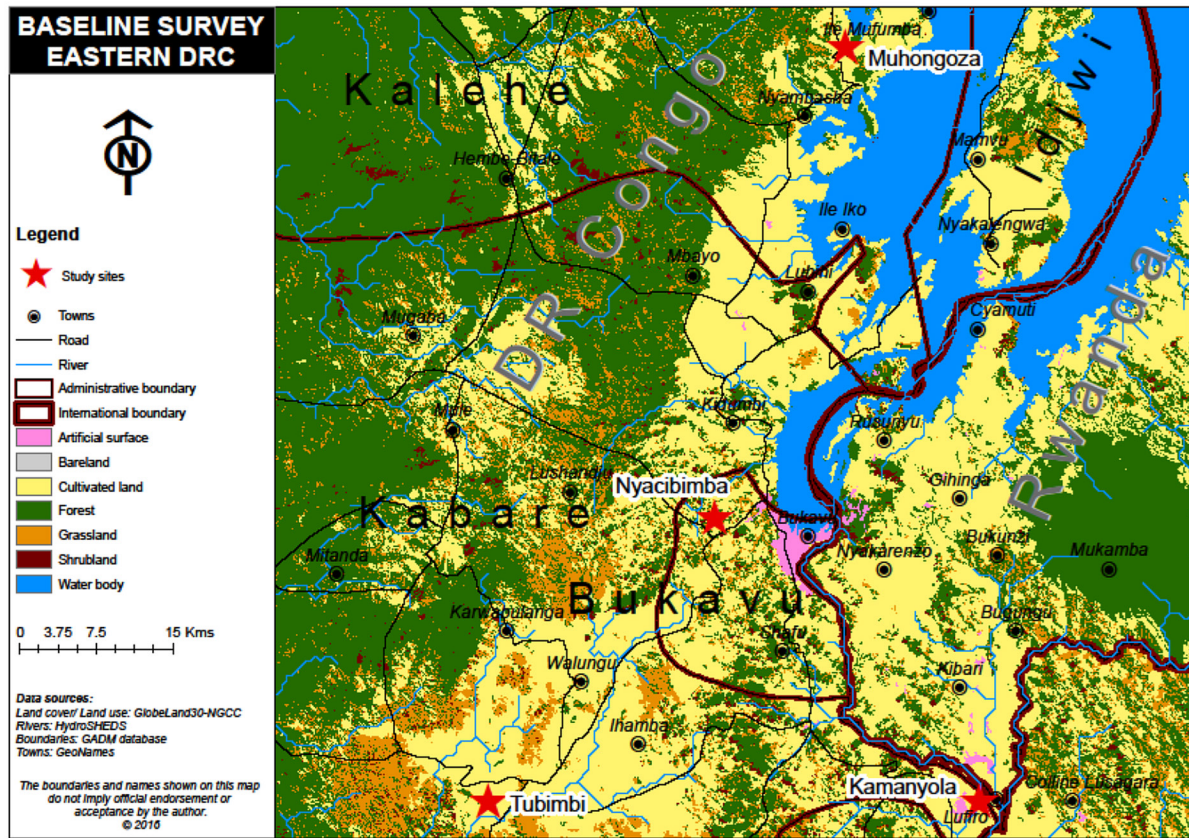 BASELINE SURVEY
EASTERN DRC
N
Legend
Study sites
Towns
Road
River
Administrative boundary
International boundary
Artificial surface
Bareland
Cultivated land
Forest
Grassland
Shrubland
Water body
0 3.75 7.5 15 Kms
Data sources:
Land cover/ Land use: GlobeLand30-NGCC
Rivers: HydroSHEDS
Boundaries: GADM database
Towns: GeoNames
The boundaries and names shown on this map
do not imply official endorsement or
acceptance by the author.
© 2016
Ile Mufumba
Muhongoza
Kalehe
Nyambasha
Idjwi
Mamvu
Hembe-Bitale
DR Congo
Ile Iko
Nyakalengwa
Mbayo
Luhihi
Rwanda
Mugaba
Cyamuti
Mule
Kidumbi
Rusunyu
Lushenglu
Nyacibimba
Gihinga
Kabare
Bukavu
Nyakarenzo
Bukunzi
Mukamba
Mitanda
Bukavu
Karwabulanga
Bugungu
Shafu
Walungu
Kibari
Ihamba
Tubimbi
Kamanyola
Colline Lusagara
Lufiro